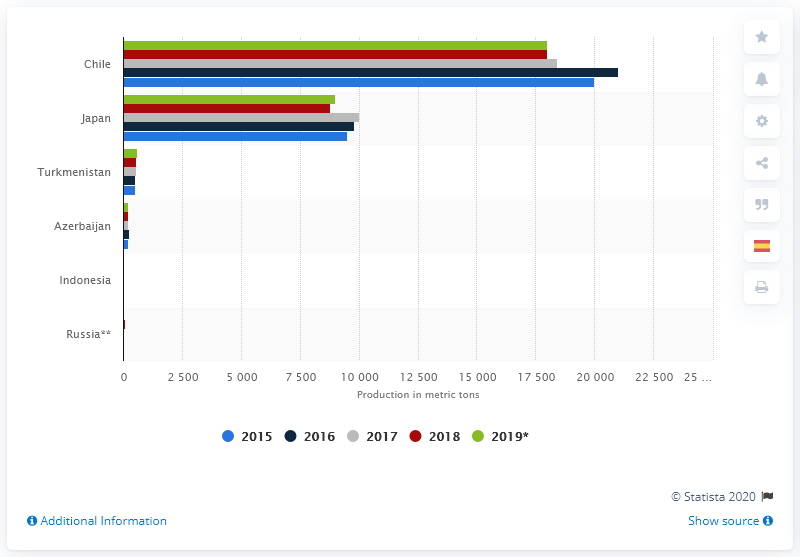 Chile
Japan
Turkmenistan
Azerbaijan
Indonesia
Russia**
0 2 500 5 000 7 500 10 000 12 500 15 000 17 500 20 000 22 500 25 ...
Production in metric tons
2015 2016 2017 2018 2019*
© Statista 2020
Additional Information Show source